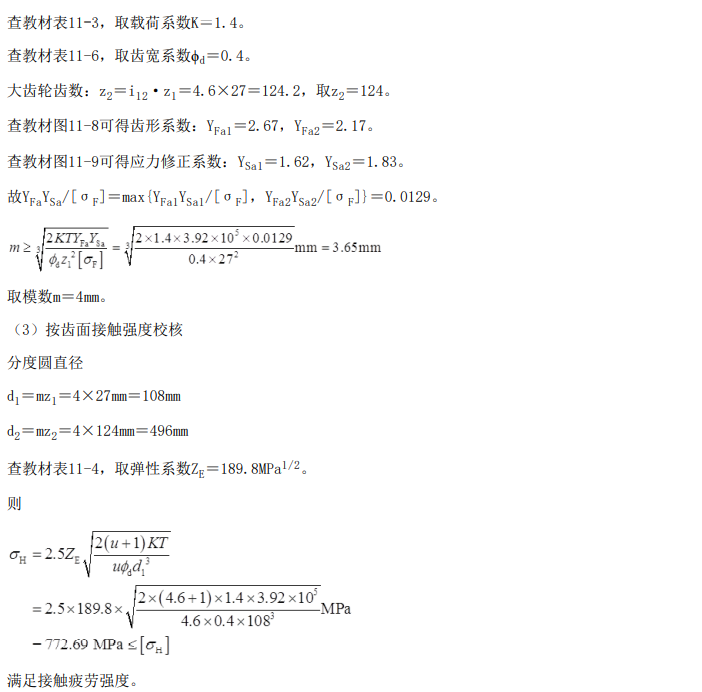 查教材表11-3，取载荷系数K＝1.4。
查教材表11-6，取齿宽系数ϕd＝0.4。
大齿轮齿数：z2＝i12·z1＝4.6×27＝124.2，取z2＝124。
查教材图11-8可得齿形系数：YFa1＝2.67，YFa2＝2.17。
查教材图11-9可得应力修正系数：YSa1＝1.62，YSa2＝1.83。
故YFaYSa/[σF]＝max{YFa1YSa1/[σF]，YFa2YSa2/[σF]}＝0.0129。
m ≥ ∛(2KTYFaYSa / ϕd z1²[σF]) = ∛(2×1.4×3.92×10⁵×0.0129 / 0.4×27²) mm = 3.65mm
取模数m＝4mm。
（3）按齿面接触强度校核
分度圆直径
d1＝mz1＝4×27mm＝108mm
d2＝mz2＝4×124mm＝496mm
查教材表11-4，取弹性系数ZE＝189.8MPa1/2。
则
σH = 2.5ZE √(2(u+1)KT / uϕd d1³)
= 2.5×189.8×√(2×(4.6+1)×1.4×3.92×10⁵ / 4.6×0.4×108³) MPa
− 772.69 MPa ≤ [σH]
满足接触疲劳强度。